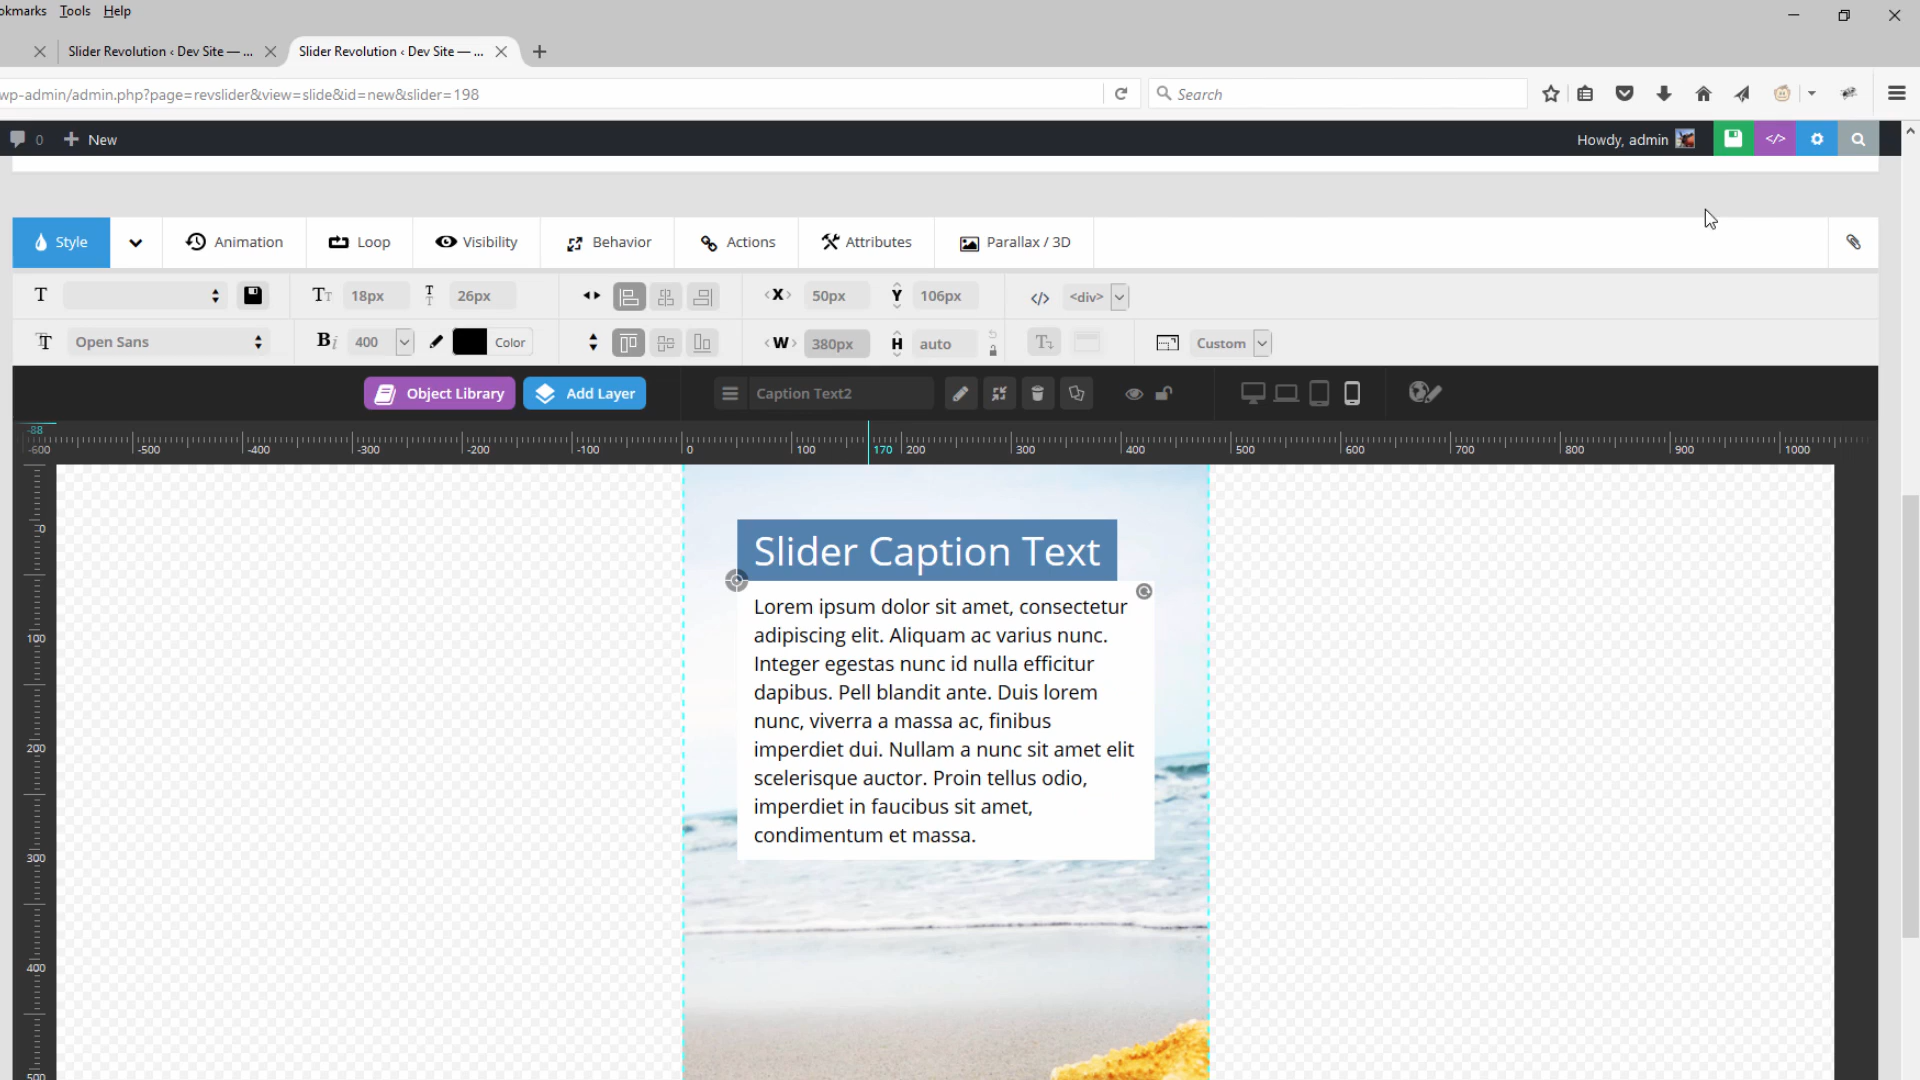 okmarks Tools Help
Slider Revolution ‹ Dev Site — ... Slider Revolution ‹ Dev Site — ...
wp-admin/admin.php?page=revslider&view=slide&id=new&slider=198 Search
0 New Howdy, admin
Style Animation Loop Visibility Behavior Actions Attributes Parallax / 3D
18px 26px X 50px Y 106px <div>
Open Sans 400 Color W 380px H auto Custom
Object Library Add Layer Caption Text2
-88
-600 -500 -400 -300 -200 -100 0 100 170 200 300 400 500 600 700 800 900 1000
0
100
200
300
400
500
Slider Caption Text
Lorem ipsum dolor sit amet, consectetur
adipiscing elit. Aliquam ac varius nunc.
Integer egestas nunc id nulla efficitur
dapibus. Pell blandit ante. Duis lorem
nunc, viverra a massa ac, finibus
imperdiet dui. Nullam a nunc sit amet elit
scelerisque auctor. Proin tellus odio,
imperdiet in faucibus sit amet,
condimentum et massa.